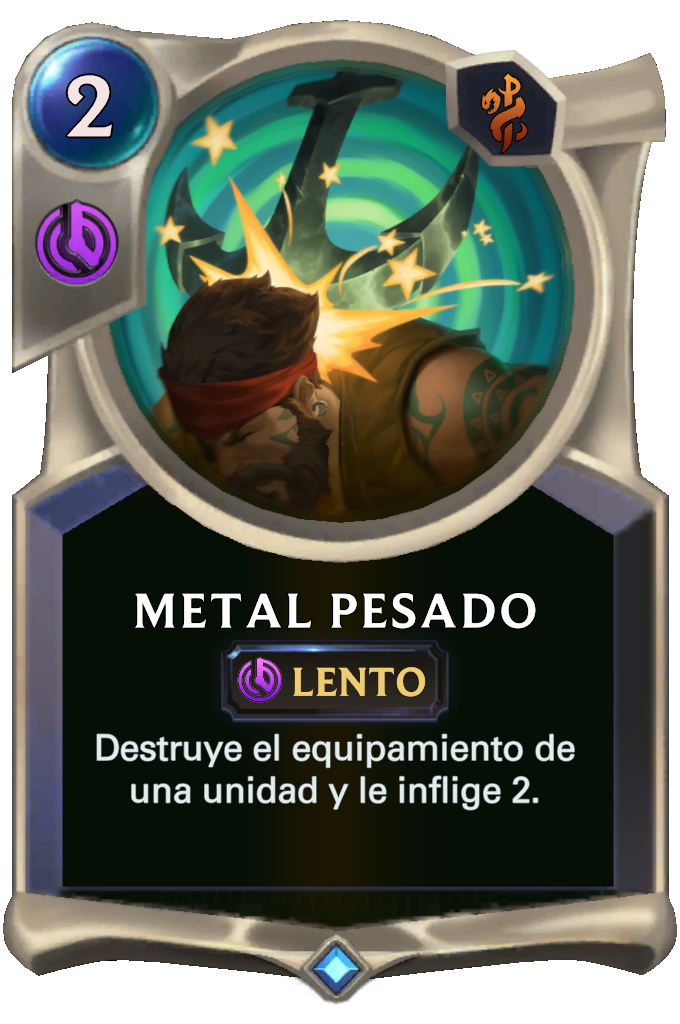 2
METAL PESADO
LENTO
Destruye el equipamiento de
una unidad y le inflige 2.